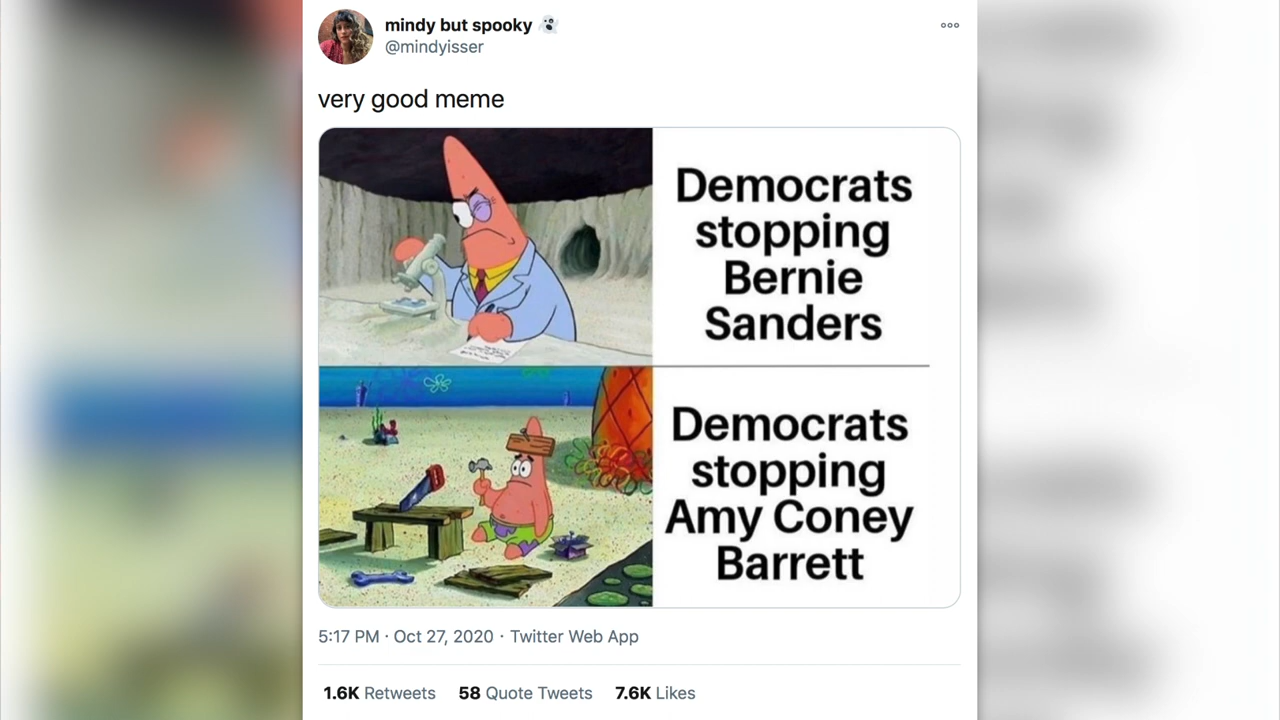 mindy but spooky 👻
@mindyisser
very good meme
Democrats
stopping
Bernie
Sanders
Democrats
stopping
Amy Coney
Barrett
5:17 PM · Oct 27, 2020 · Twitter Web App
1.6K Retweets 58 Quote Tweets 7.6K Likes